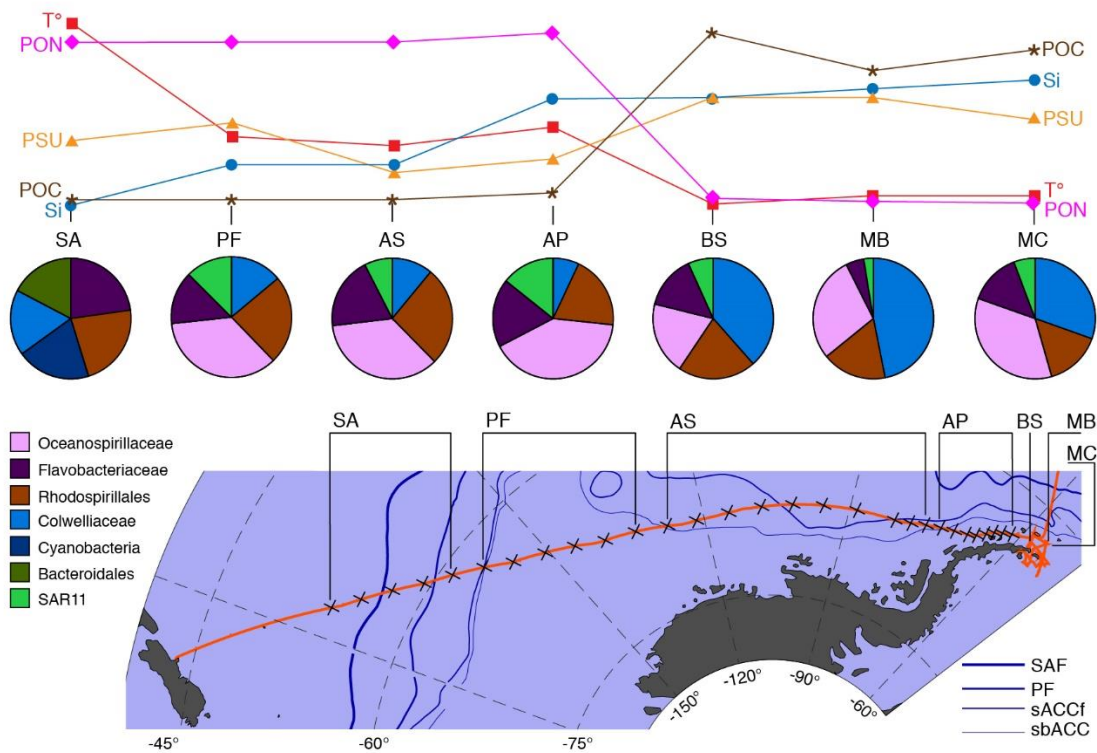 T°
PON
PSU
POC
Si
POC
Si
PSU
T°
PON
SA PF AS AP BS MB MC
Oceanospirillaceae
Flavobacteriaceae
Rhodospirillales
Colwelliaceae
Cyanobacteria
Bacteroidales
SAR11
SA PF AS AP BS MB
MC
SAF
PF
sACCf
sbACC
-45° -60° -75° -150° -120° -90° -60°